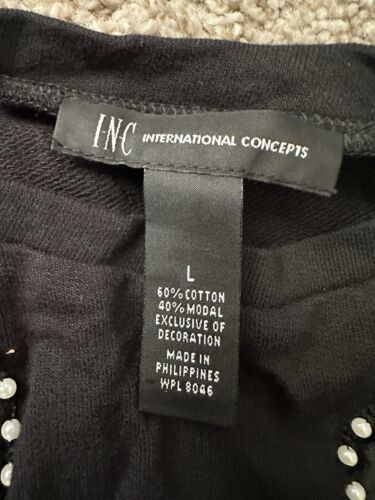 I·N·C INTERNATIONAL CONCEPTS
L
60% COTTON
40% MODAL
EXCLUSIVE OF
DECORATION
MADE IN
PHILIPPINES
WPL 8046